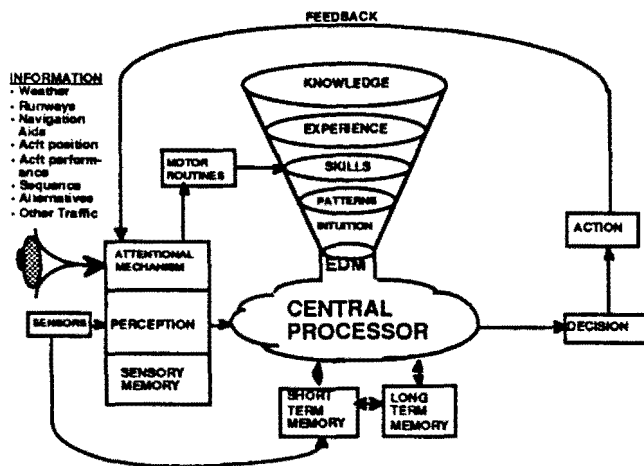 FEEDBACK
INFORMATION
- Weather
- Runways
- Navigation
Aids
- Acft position
- Acft perform-
ance
- Sequence
- Alternatives
- Other Traffic
KNOWLEDGE
EXPERIENCE
SKILLS
PATTERNS
INTUITION
EDM
MOTOR
ROUTINES
ATTENTIONAL
MECHANISM
SENSORS
PERCEPTION
SENSORY
MEMORY
CENTRAL
PROCESSOR
SHORT
TERM
MEMORY
LONG
TERM
MEMORY
ACTION
DECISION